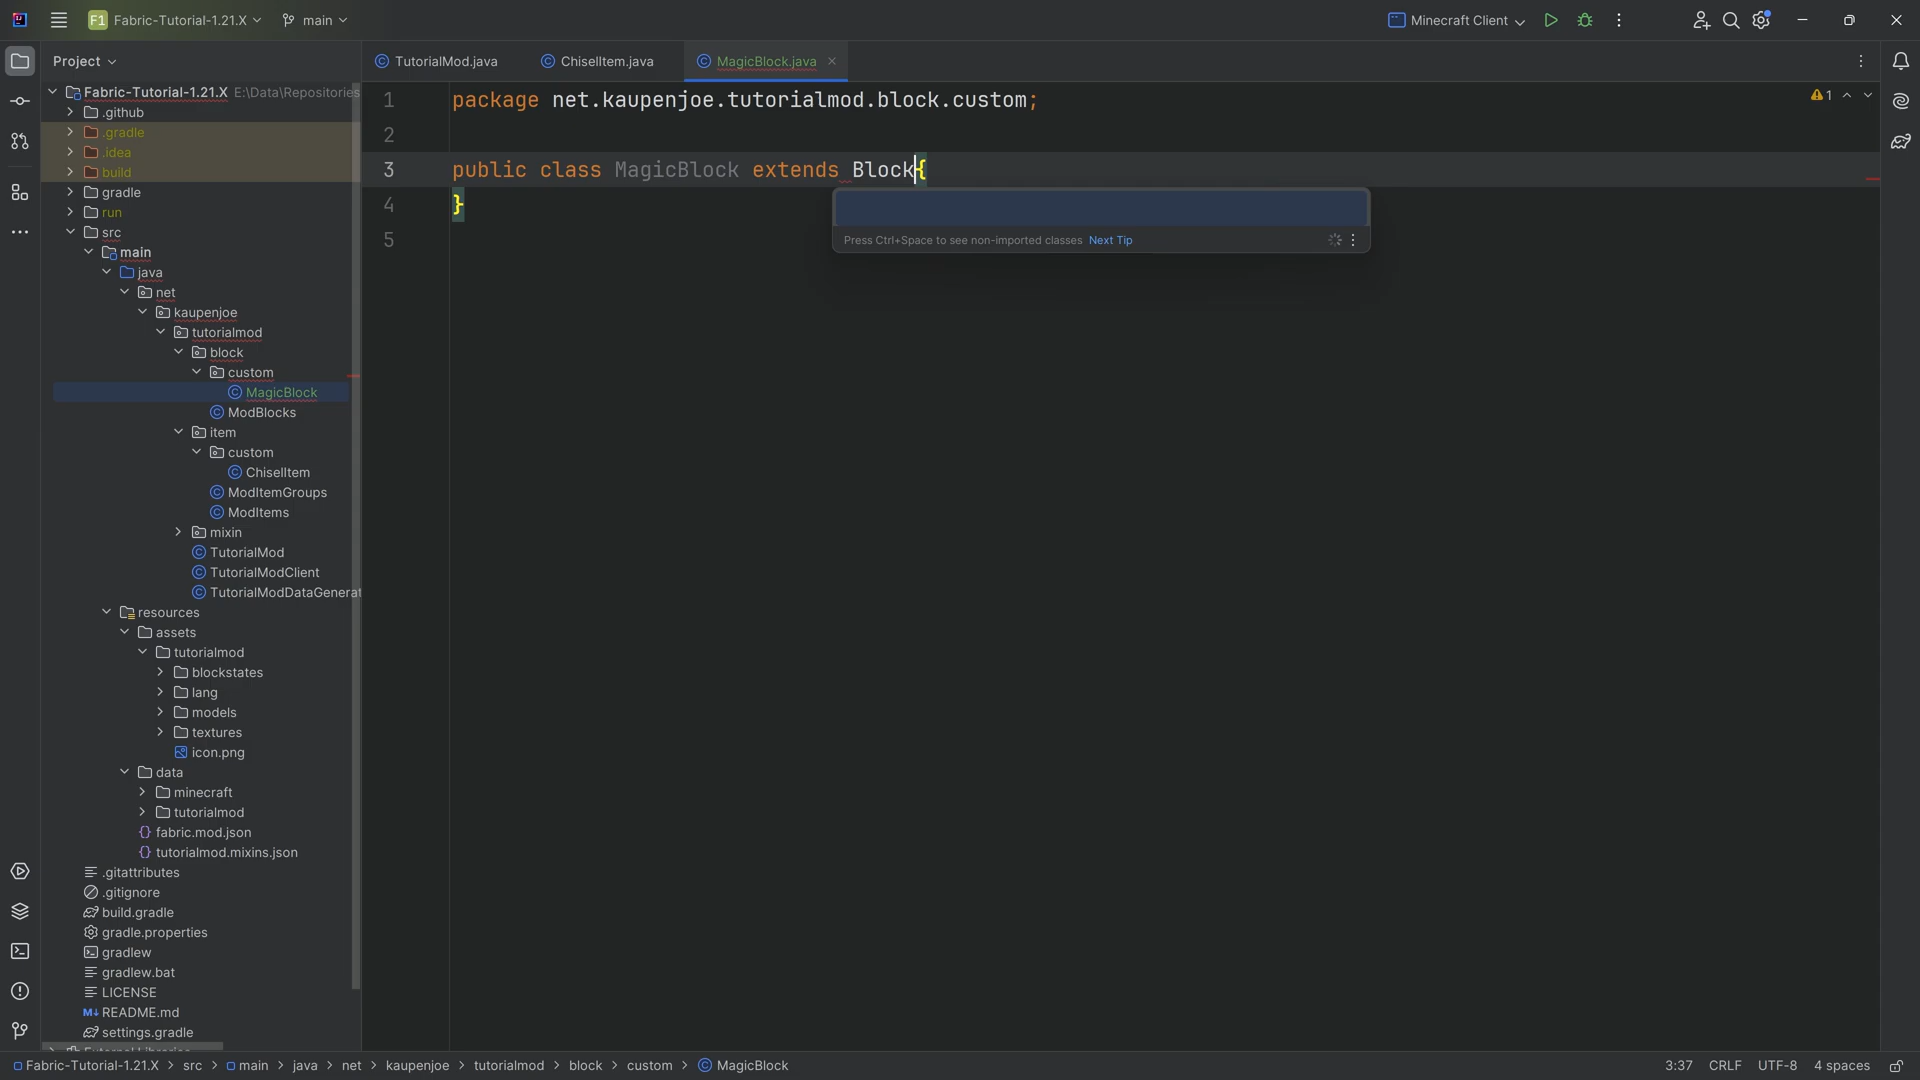 F1 Fabric-Tutorial-1.21.X main Minecraft Client
Project
TutorialMod.java ChiselItem.java MagicBlock.java
Fabric-Tutorial-1.21.X E:\Data\Repositories
.github
.gradle
.idea
build
gradle
run
src
main
java
net
kaupenjoe
tutorialmod
block
custom
MagicBlock
ModBlocks
item
custom
ChiselItem
ModItemGroups
ModItems
mixin
TutorialMod
TutorialModClient
TutorialModDataGenerat
resources
assets
tutorialmod
blockstates
lang
models
textures
icon.png
data
minecraft
tutorialmod
fabric.mod.json
tutorialmod.mixins.json
.gitattributes
.gitignore
build.gradle
gradle.properties
gradlew
gradlew.bat
LICENSE
README.md
settings.gradle
1 package net.kaupenjoe.tutorialmod.block.custom;
2
3 public class MagicBlock extends Block{
4 }
5
1
Press Ctrl+Space to see non-imported classes Next Tip
Fabric-Tutorial-1.21.X > src > main > java > net > kaupenjoe > tutorialmod > block > custom > MagicBlock
3:37 CRLF UTF-8 4 spaces